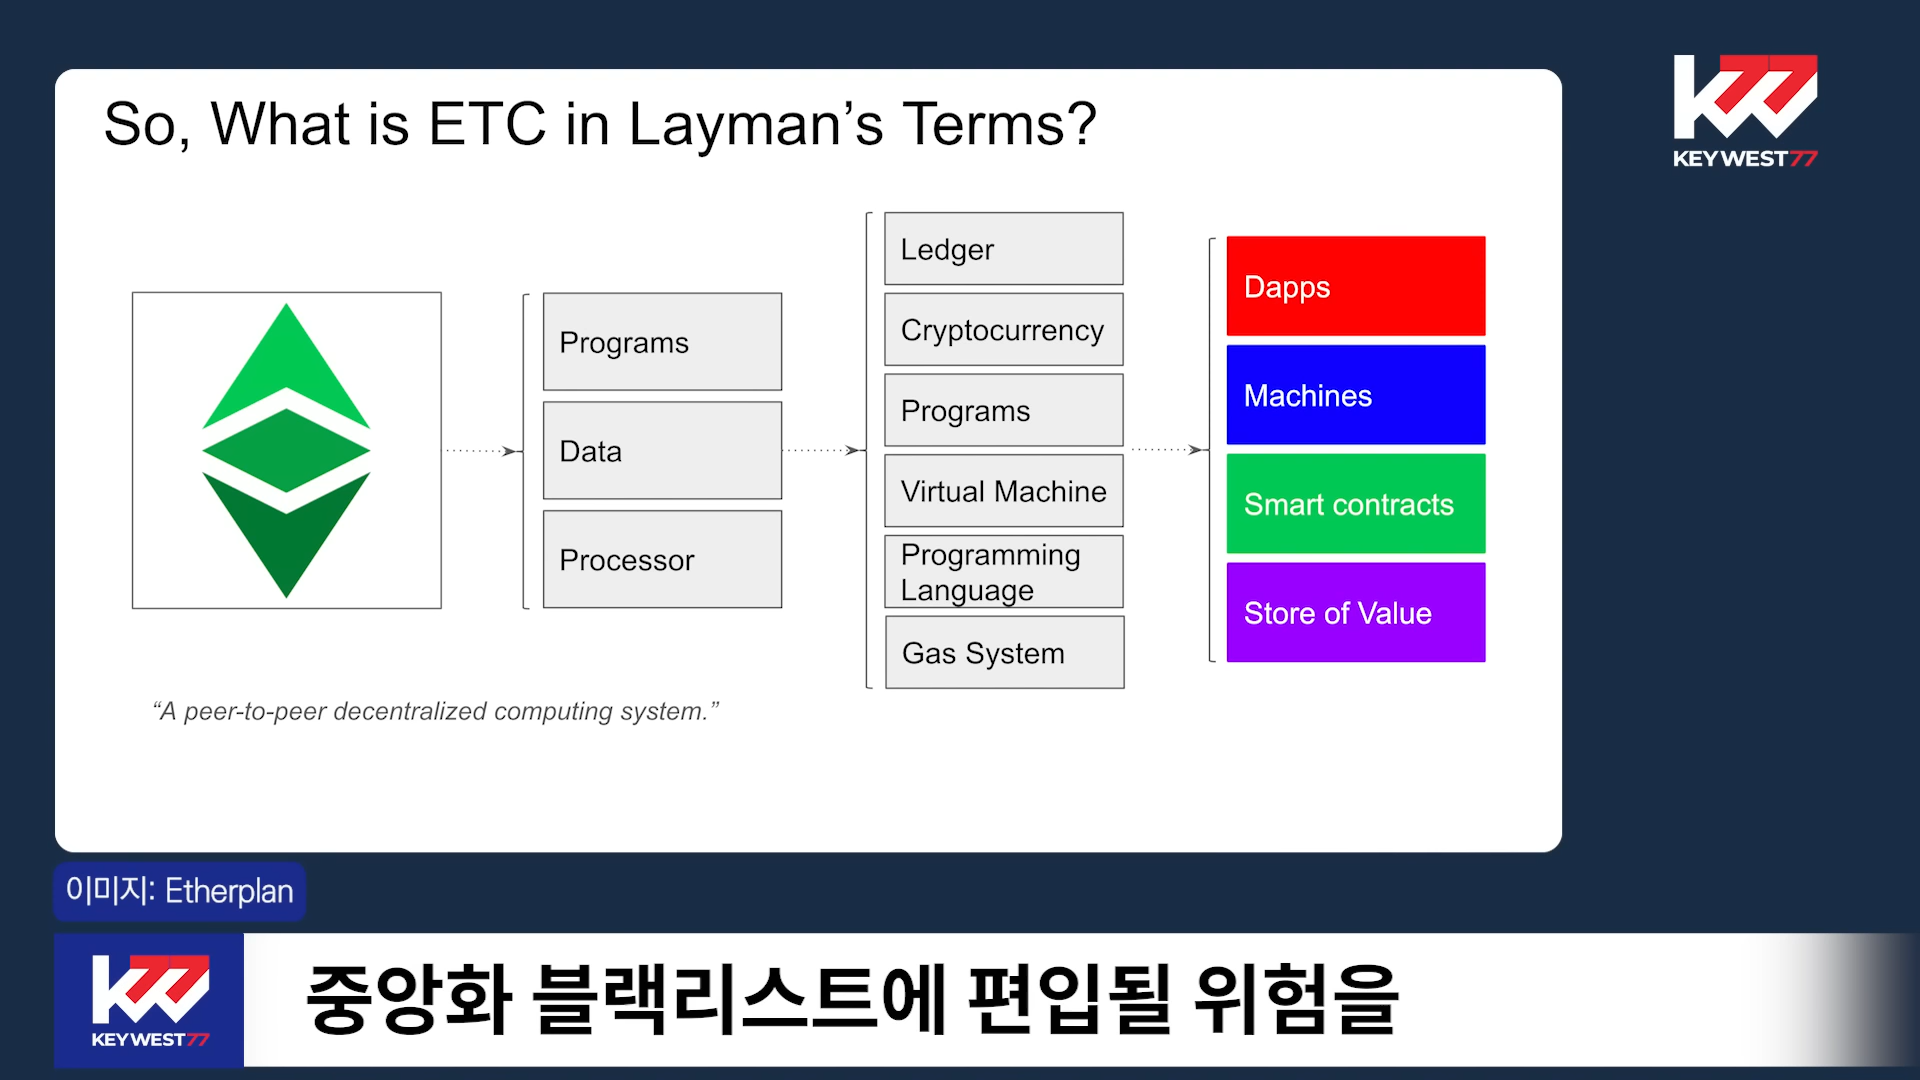 So, What is ETC in Layman’s Terms?
KEYWEST77
Programs
Data
Processor
Ledger
Cryptocurrency
Programs
Virtual Machine
Programming
Language
Gas System
Dapps
Machines
Smart contracts
Store of Value
“A peer-to-peer decentralized computing system.”
이미지: Etherplan
KEYWEST77
중앙화 블랙리스트에 편입될 위험을